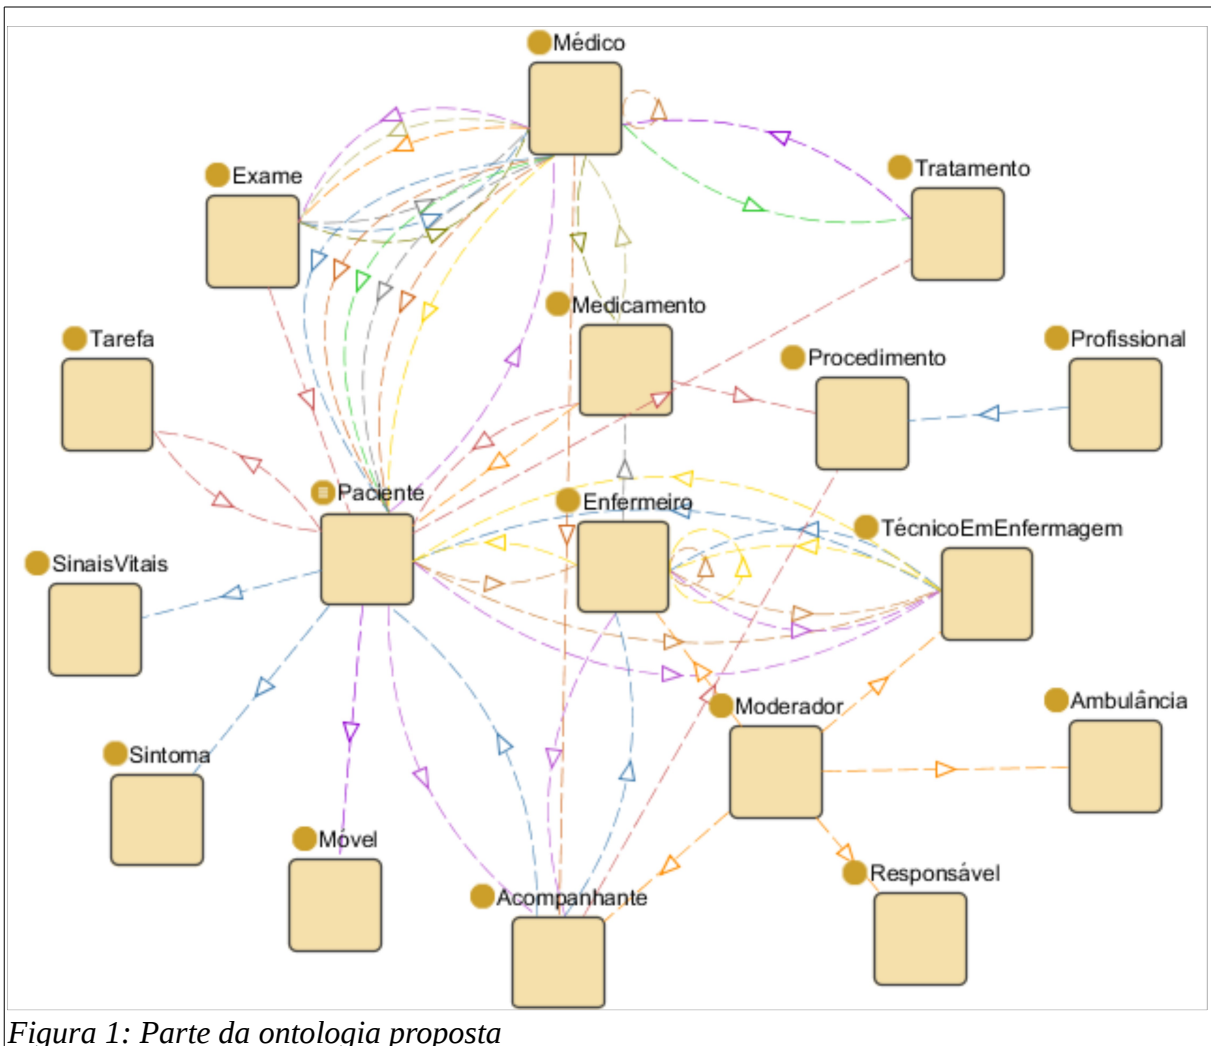 Médico
Exame
Tratamento
Medicamento
Tarefa
Procedimento
Profissional
Paciente
Enfermeiro
TécnicoEmEnfermagem
SinaisVitais
Moderador
Ambulância
Sintoma
Móvel
Responsável
Acompanhante
Figura 1: Parte da ontologia proposta